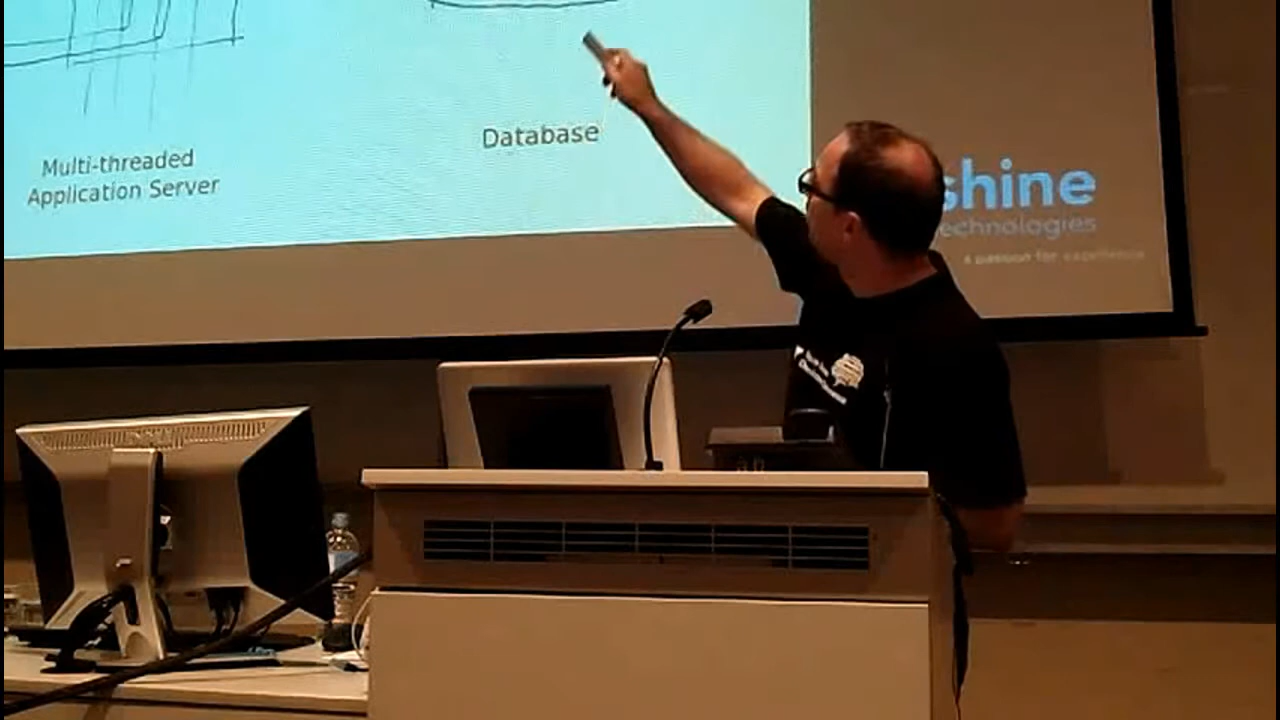 Multi-threaded
Application Server
Database
shine
technologies
a passion for excellence